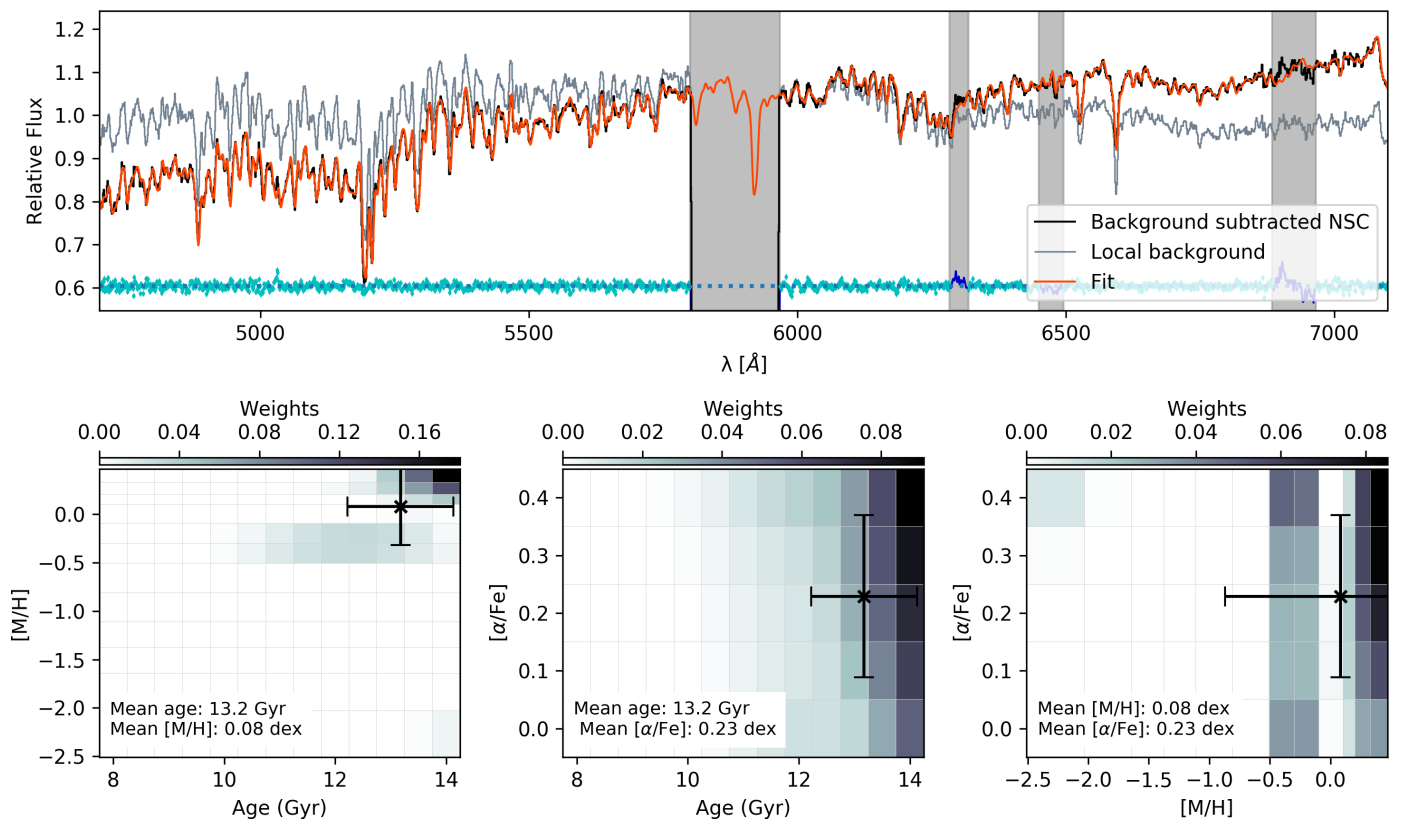 1.2
1.1
1.0
0.9
0.8
0.7
0.6
Relative Flux
Background subtracted NSC
Local background
Fit
5000 5500 6000 6500 7000
λ [Å]
Weights Weights Weights
0.00 0.04 0.08 0.12 0.16 0.00 0.02 0.04 0.06 0.08 0.00 0.02 0.04 0.06 0.08
0.0
−0.5
−1.0
−1.5
−2.0
−2.5
[M/H]
Mean age: 13.2 Gyr
Mean [M/H]: 0.08 dex
8 10 12 14
Age (Gyr)
0.4
0.3
0.2
0.1
0.0
[α/Fe]
Mean age: 13.2 Gyr
Mean [α/Fe]: 0.23 dex
8 10 12 14
Age (Gyr)
0.4
0.3
0.2
0.1
0.0
[α/Fe]
Mean [M/H]: 0.08 dex
Mean [α/Fe]: 0.23 dex
−2.5 −2.0 −1.5 −1.0 −0.5 0.0
[M/H]